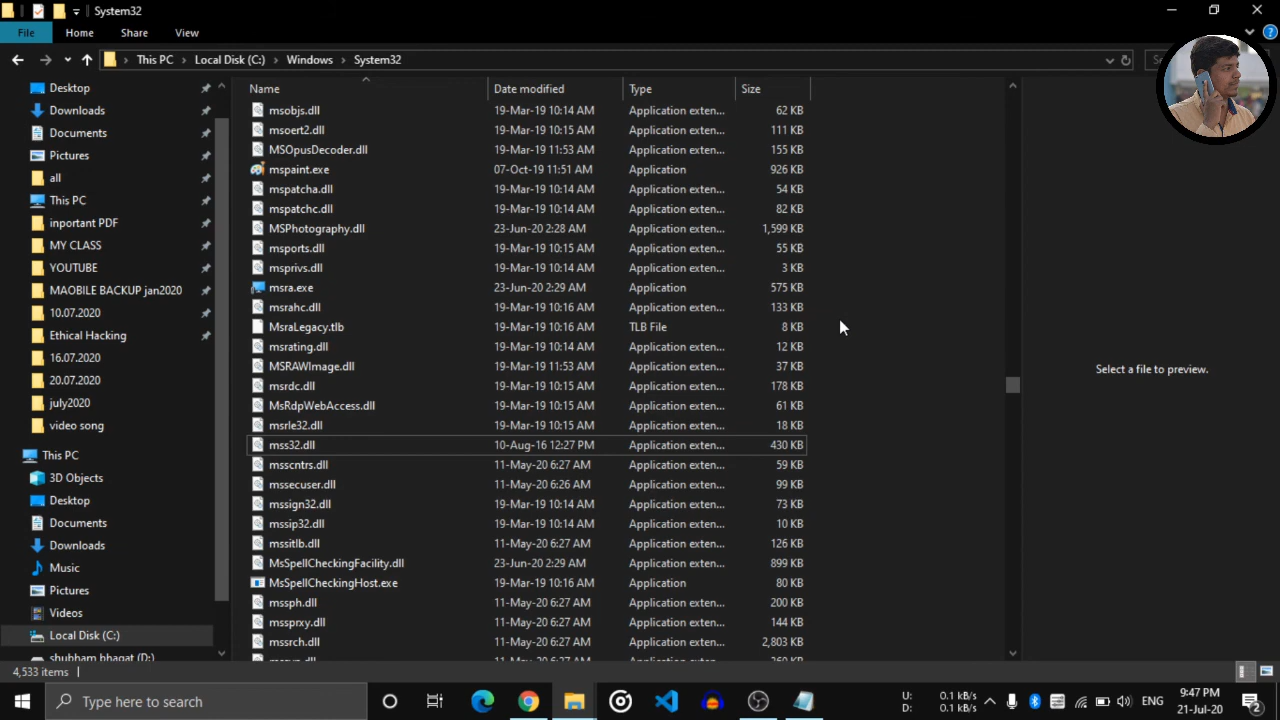 System32
File Home Share View
This PC Local Disk (C:) Windows System32
Name Date modified Type Size
Desktop
Downloads
Documents
Pictures
all
This PC
inportant PDF
MY CLASS
YOUTUBE
MAOBILE BACKUP jan2020
10.07.2020
Ethical Hacking
16.07.2020
20.07.2020
july2020
video song
This PC
3D Objects
Desktop
Documents
Downloads
Music
Pictures
Videos
Local Disk (C:)
shubham bhagat (D:)
msobjs.dll 19-Mar-19 10:14 AM Application exten... 62 KB
msoert2.dll 19-Mar-19 10:15 AM Application exten... 111 KB
MSOpusDecoder.dll 19-Mar-19 11:53 AM Application exten... 155 KB
mspaint.exe 07-Oct-19 11:51 AM Application 926 KB
mspatcha.dll 19-Mar-19 10:14 AM Application exten... 54 KB
mspatchc.dll 19-Mar-19 10:14 AM Application exten... 82 KB
MSPhotography.dll 23-Jun-20 2:28 AM Application exten... 1,599 KB
msports.dll 19-Mar-19 10:15 AM Application exten... 55 KB
msprivs.dll 19-Mar-19 10:15 AM Application exten... 3 KB
msra.exe 23-Jun-20 2:29 AM Application 575 KB
msrahc.dll 19-Mar-19 10:16 AM Application exten... 133 KB
MsraLegacy.tlb 19-Mar-19 10:16 AM TLB File 8 KB
msrating.dll 19-Mar-19 10:14 AM Application exten... 12 KB
MSRAWImage.dll 19-Mar-19 11:53 AM Application exten... 37 KB
msrdc.dll 19-Mar-19 10:15 AM Application exten... 178 KB
MsRdpWebAccess.dll 19-Mar-19 10:15 AM Application exten... 61 KB
msrle32.dll 19-Mar-19 10:15 AM Application exten... 18 KB
mss32.dll 10-Aug-16 12:27 PM Application exten... 430 KB
msscntrs.dll 11-May-20 6:27 AM Application exten... 59 KB
mssecuser.dll 11-May-20 6:26 AM Application exten... 99 KB
mssign32.dll 19-Mar-19 10:14 AM Application exten... 73 KB
mssip32.dll 19-Mar-19 10:14 AM Application exten... 10 KB
mssitlb.dll 11-May-20 6:27 AM Application exten... 126 KB
MsSpellCheckingFacility.dll 23-Jun-20 2:29 AM Application exten... 899 KB
MsSpellCheckingHost.exe 19-Mar-19 10:16 AM Application 80 KB
mssph.dll 11-May-20 6:27 AM Application exten... 200 KB
mssprxy.dll 11-May-20 6:27 AM Application exten... 144 KB
mssrch.dll 11-May-20 6:27 AM Application exten... 2,803 KB
Select a file to preview.
4,533 items
Type here to search
U: 0.1 kB/s
D: 0.1 kB/s
ENG
9:47 PM
21-Jul-20
2